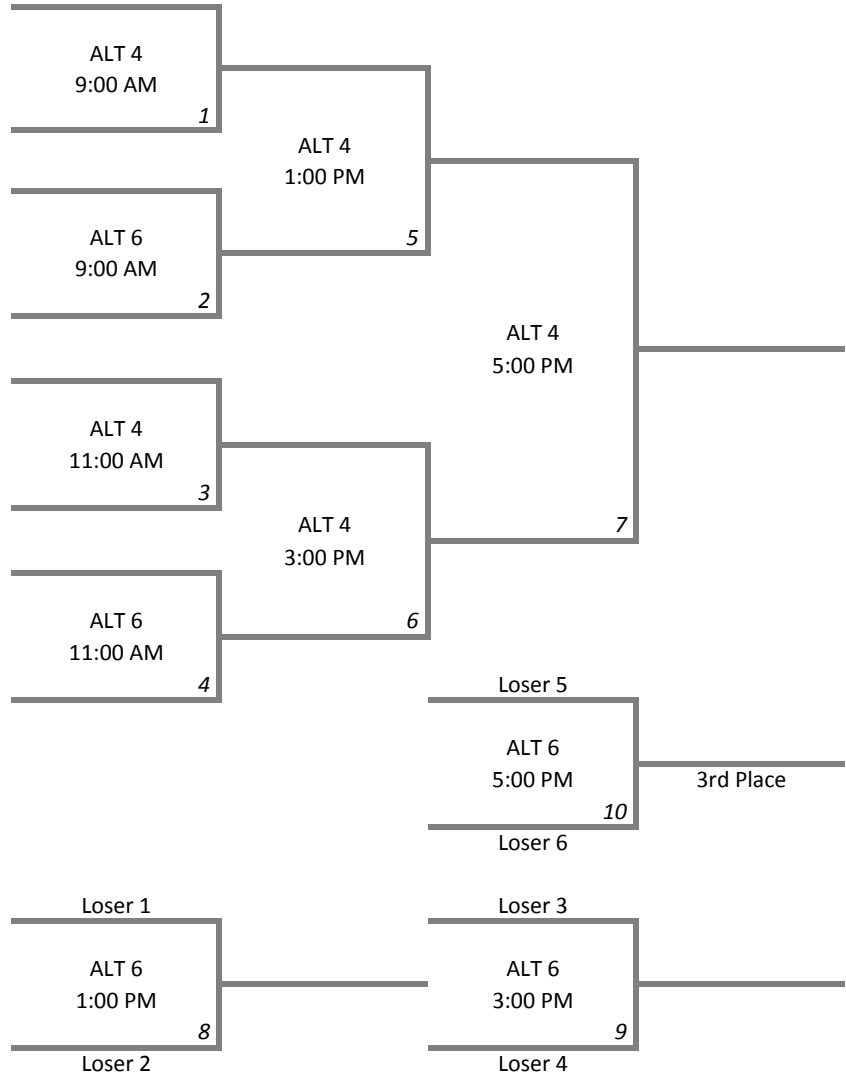 ALT 4
9:00 AM
1
ALT 4
1:00 PM
5
ALT 6
9:00 AM
2
ALT 4
5:00 PM
7
ALT 4
11:00 AM
3
ALT 4
3:00 PM
6
ALT 6
11:00 AM
4
Loser 5
ALT 6
5:00 PM
10
3rd Place
Loser 6
Loser 1
ALT 6
1:00 PM
8
Loser 2
Loser 3
ALT 6
3:00 PM
9
Loser 4